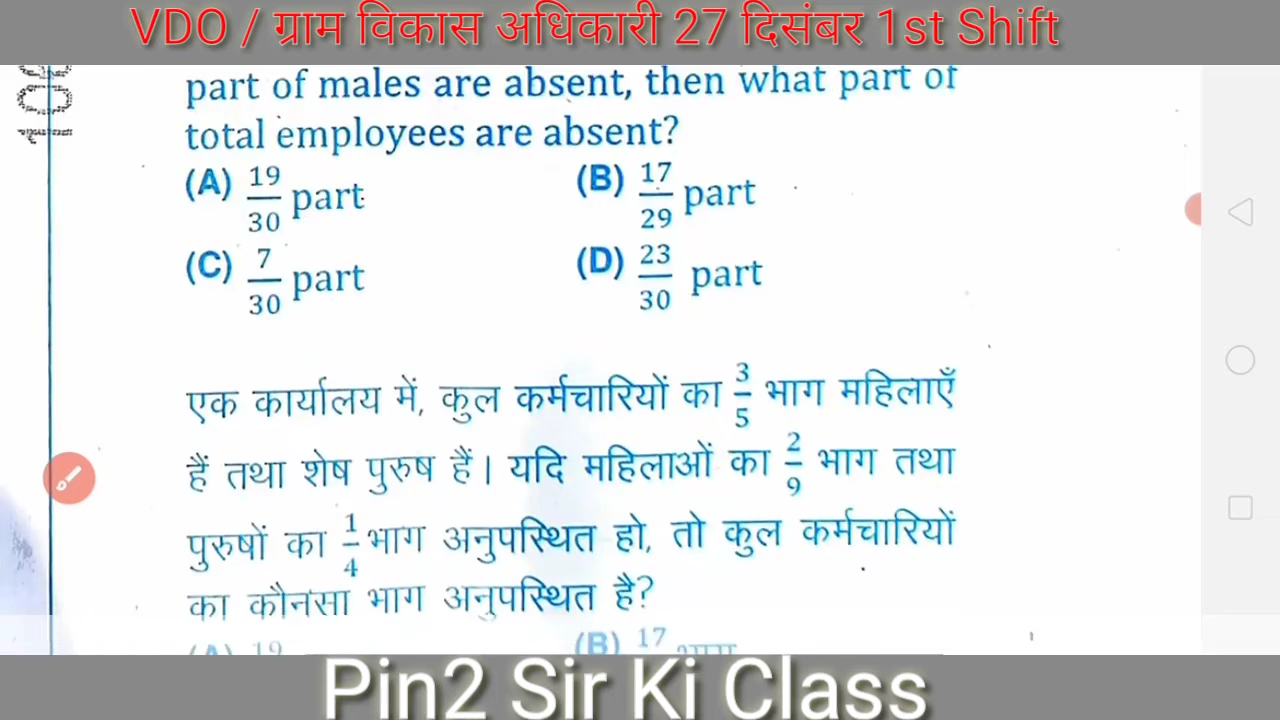 VDO / ग्राम विकास अधिकारी 27 दिसंबर 1st Shift
part of males are absent, then what part of
total employees are absent?
(A) 19/30 part (B) 17/29 part
(C) 7/30 part (D) 23/30 part
एक कार्यालय में, कुल कर्मचारियों का 3/5 भाग महिलाएँ
हैं तथा शेष पुरुष हैं। यदि महिलाओं का 2/9 भाग तथा
पुरुषों का 1/4 भाग अनुपस्थित हो, तो कुल कर्मचारियों
का कौनसा भाग अनुपस्थित है?
(A) 19 (B) 17 भाग
Pin2 Sir Ki Class